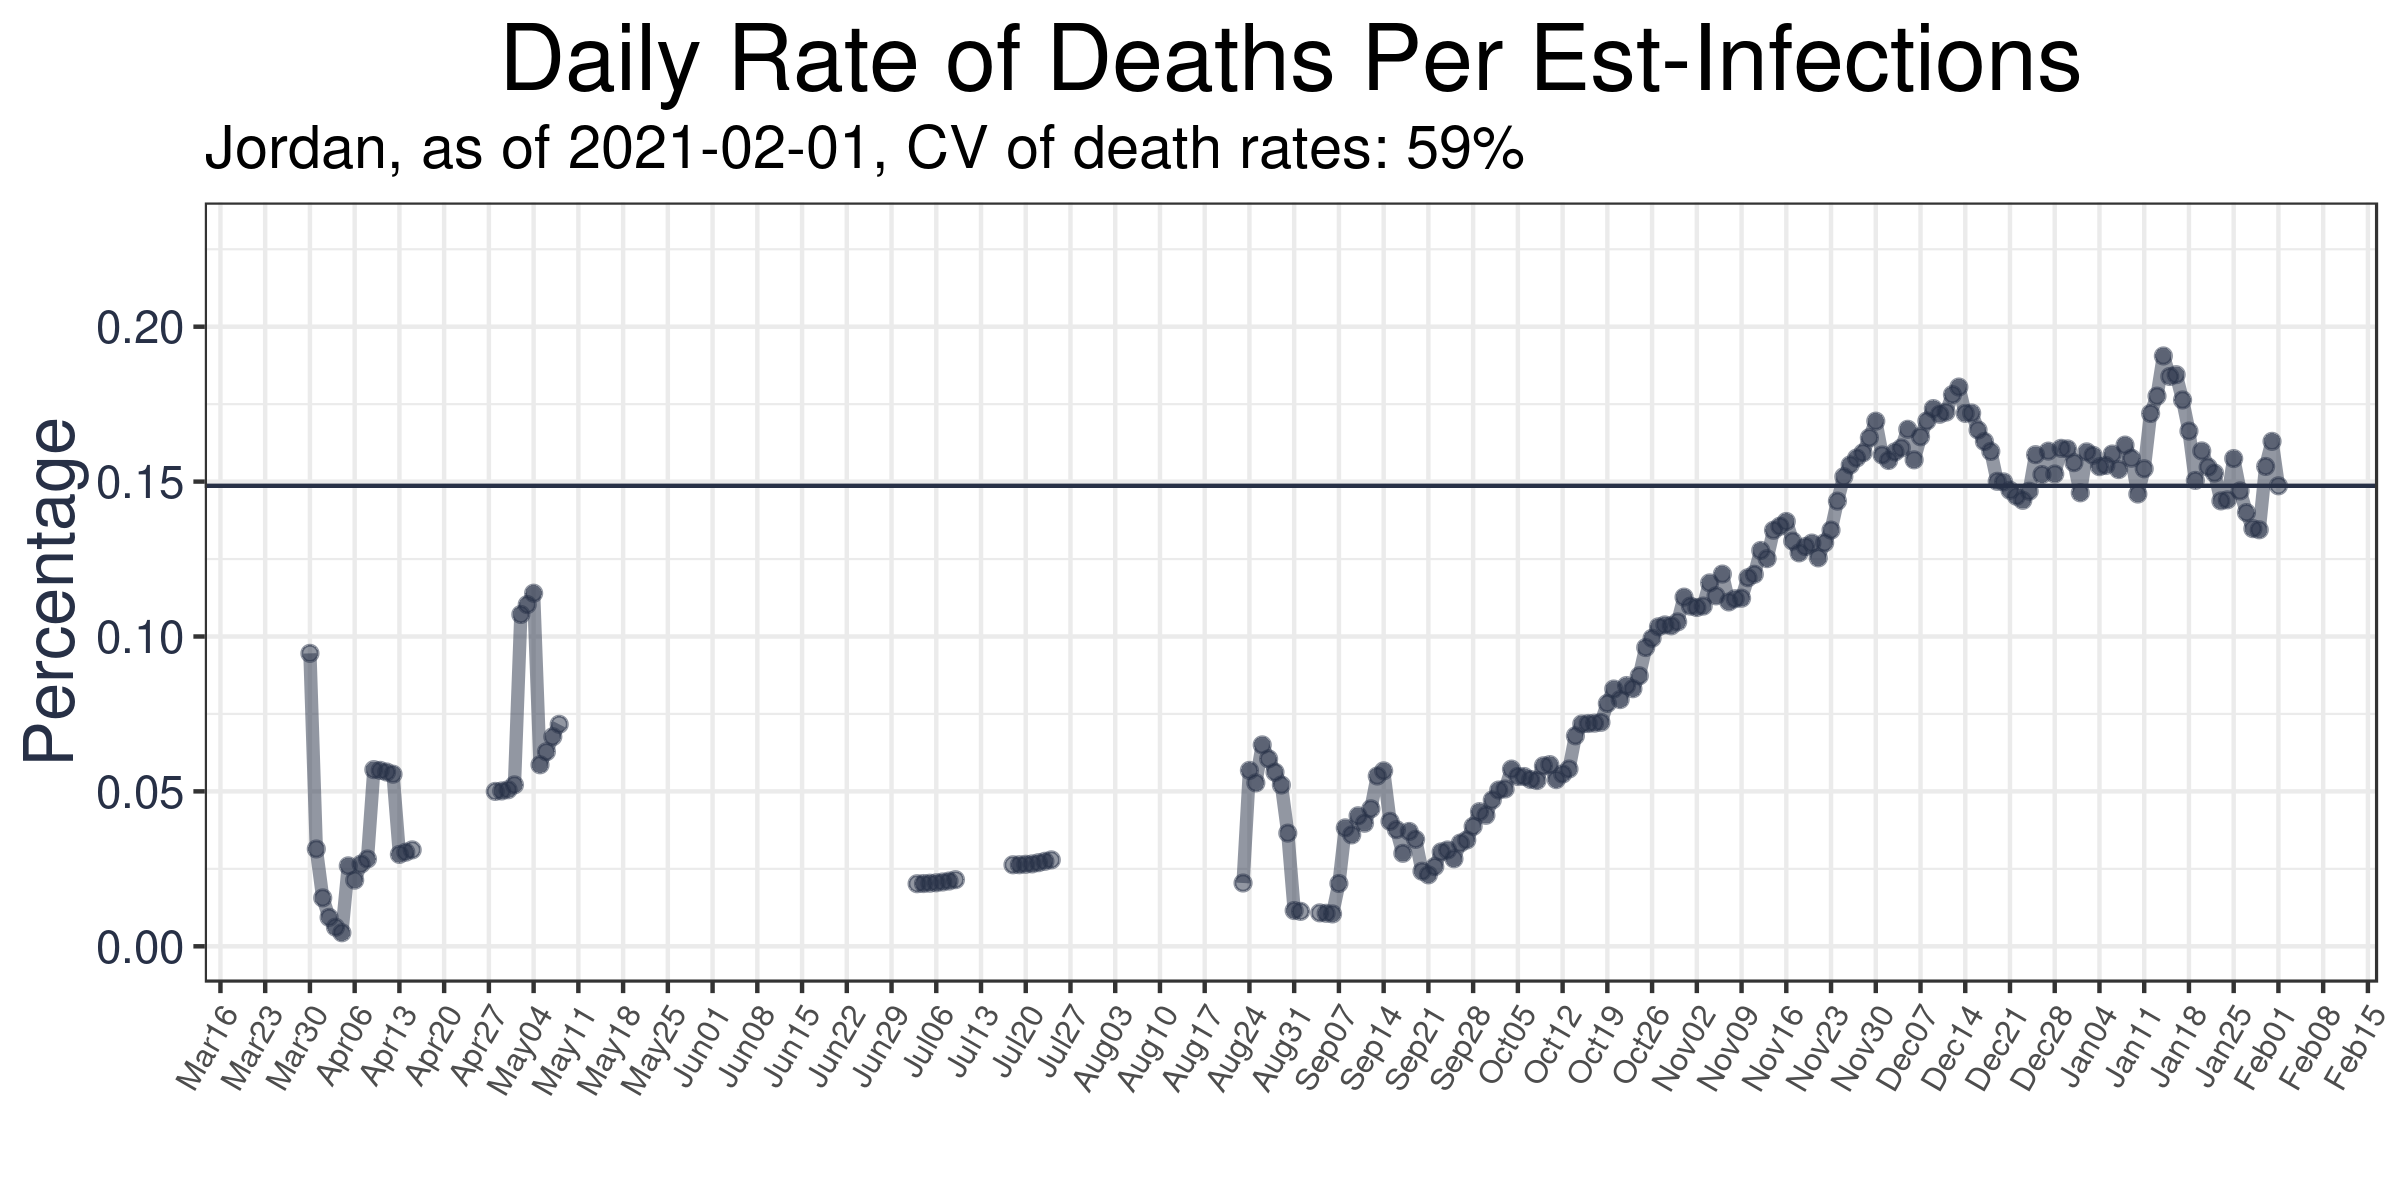 Daily Rate of Deaths Per Est-Infections
Jordan, as of 2021-02-01, CV of death rates: 59%
Percentage
0.20
0.15
0.10
0.05
0.00
Mar16
Mar23
Mar30
Apr06
Apr13
Apr20
Apr27
May04
May11
May18
May25
Jun01
Jun08
Jun15
Jun22
Jun29
Jul06
Jul13
Jul20
Jul27
Aug03
Aug10
Aug17
Aug24
Aug31
Sep07
Sep14
Sep21
Sep28
Oct05
Oct12
Oct19
Oct26
Nov02
Nov09
Nov16
Nov23
Nov30
Dec07
Dec14
Dec21
Dec28
Jan04
Jan11
Jan18
Jan25
Feb01
Feb08
Feb15